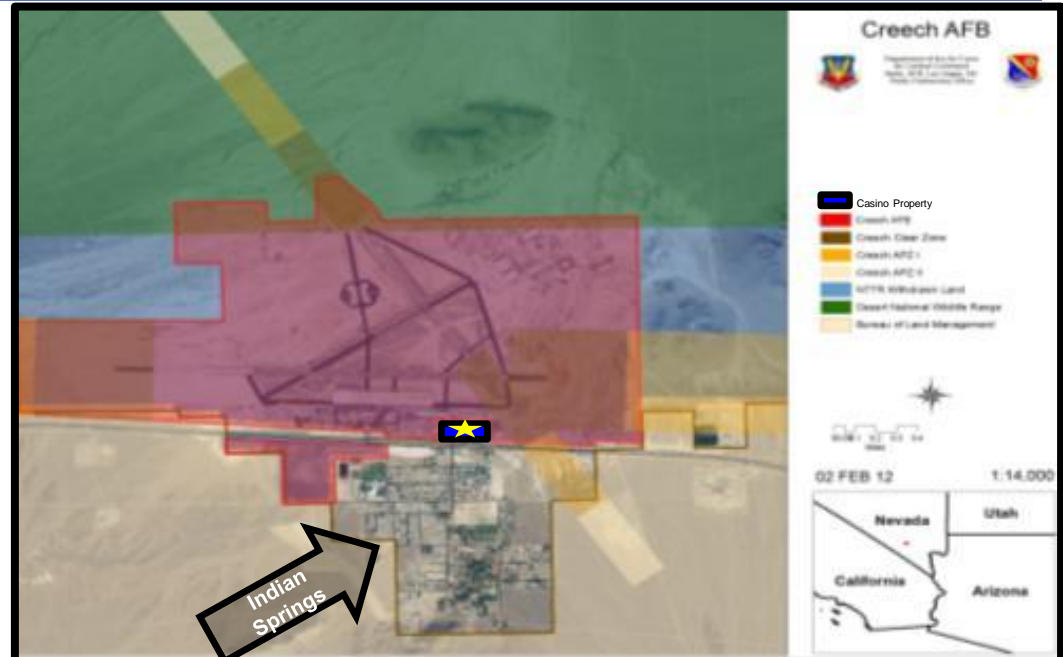 Creech AFB
Casino Property
Creech AFB
Creech Clear Zone
Creech APZ I
Creech APZ II
NTTR Withdrawn Land
Desert National Wildlife Range
Bureau of Land Management
Miles
02 FEB 12
1:14,000
Nevada
Utah
California
Arizona
Indian
Springs